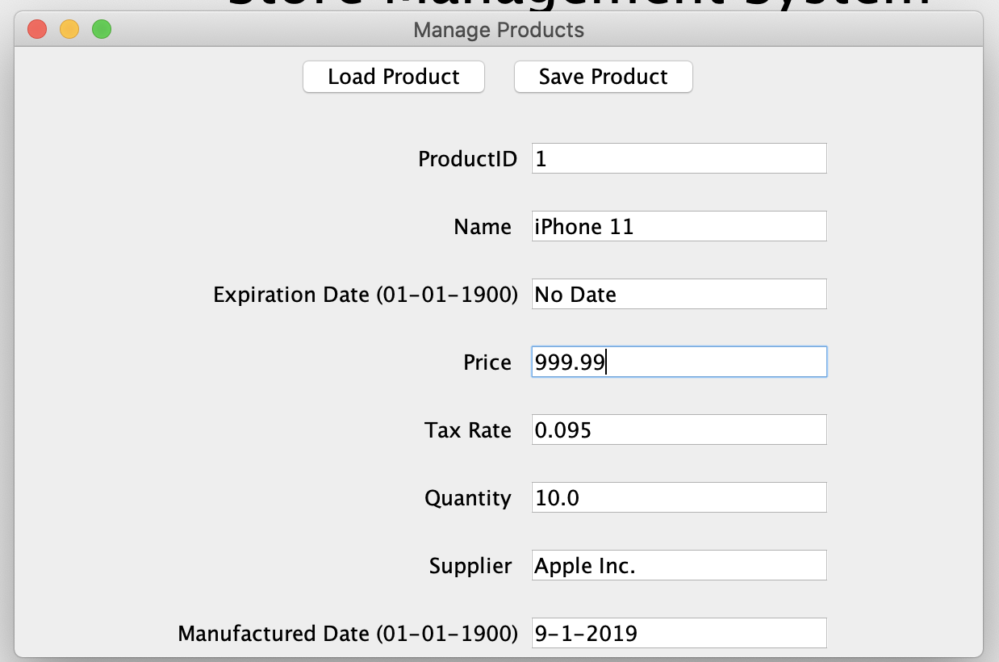 Store Management System
Manage Products
Load Product Save Product
ProductID 1
Name iPhone 11
Expiration Date (01-01-1900) No Date
Price 999.99
Tax Rate 0.095
Quantity 10.0
Supplier Apple Inc.
Manufactured Date (01-01-1900) 9-1-2019